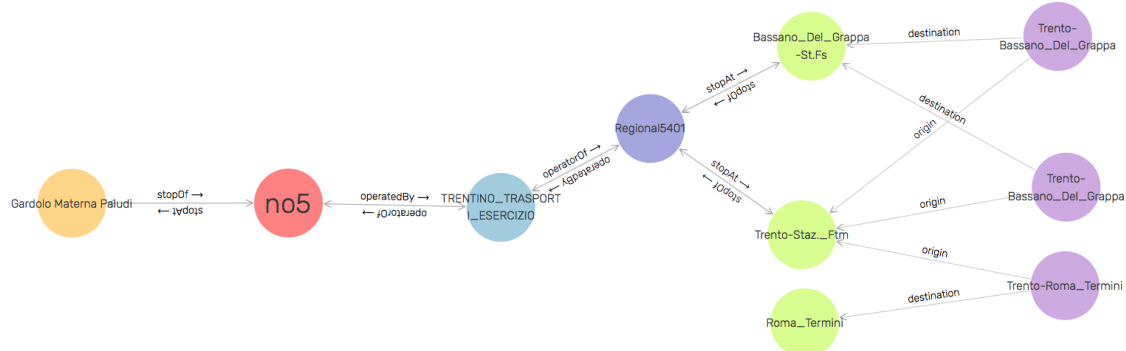 Gardolo Materna Paludi
stopOf →
← stopAt
no5
operatedBy →
← operatorOf
TRENTINO_TRASPORT
I_ESERCIZIO
operatorOf →
← operatedBy
Regional5401
stopAt →
← stopOf
stopAt →
← stopOf
Bassano_Del_Grappa
-St.Fs
Trento-Staz._Ftm
Roma_Termini
destination
destination
origin
origin
origin
destination
Trento-
Bassano_Del_Grappa
Trento-
Bassano_Del_Grappa
Trento-Roma_Termini